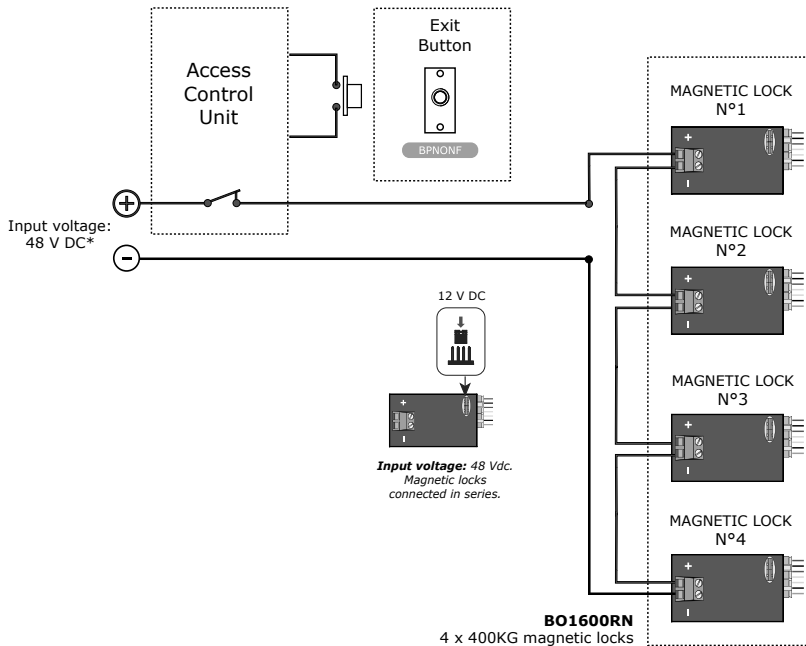 Access
Control
Unit
Exit
Button
BPNONF
Input voltage:
48 V DC*
+
-
12 V DC
+
-
Input voltage: 48 Vdc.
Magnetic locks
connected in series.
MAGNETIC LOCK
N°1
+
-
MAGNETIC LOCK
N°2
+
-
MAGNETIC LOCK
N°3
+
-
MAGNETIC LOCK
N°4
+
-
BO1600RN
4 x 400KG magnetic locks